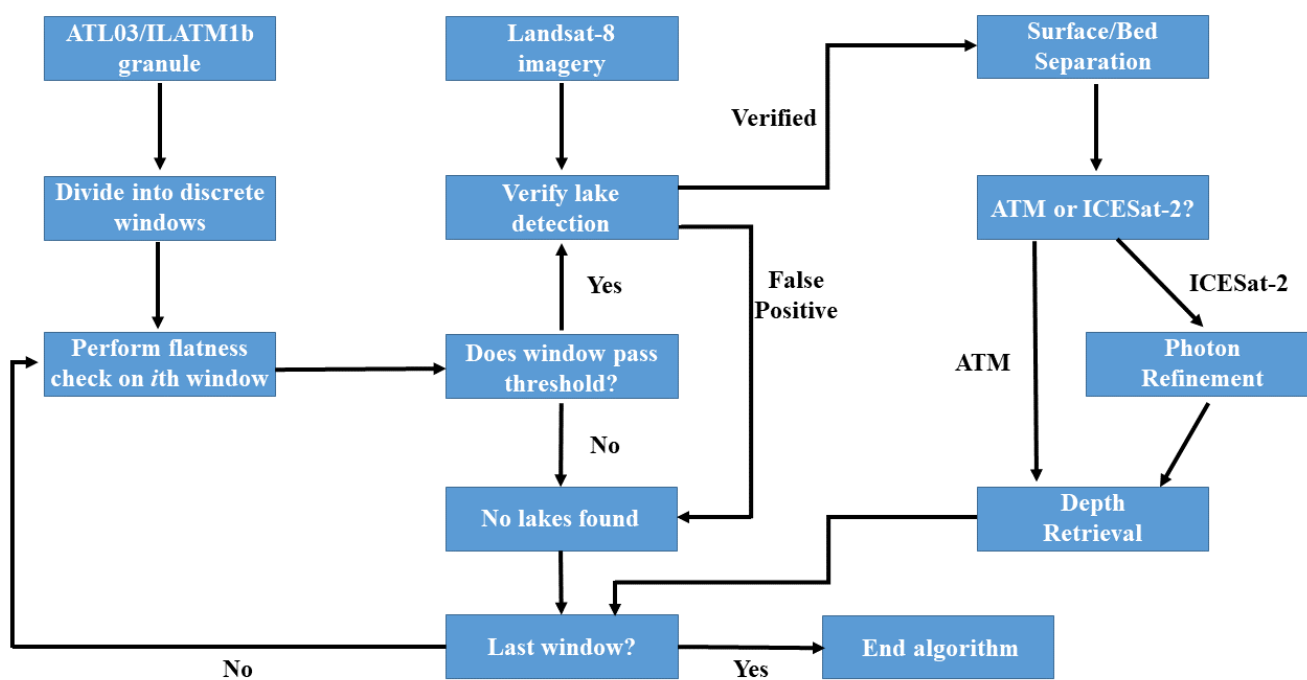 ATL03/ILATM1b
granule
Landsat-8
imagery
Surface/Bed
Separation
Verified
Divide into discrete
windows
Verify lake
detection
ATM or ICESat-2?
Yes
False
Positive
ICESat-2
Perform flatness
check on ith window
Does window pass
threshold?
ATM
Photon
Refinement
No
No lakes found
Depth
Retrieval
Last window?
End algorithm
No
Yes